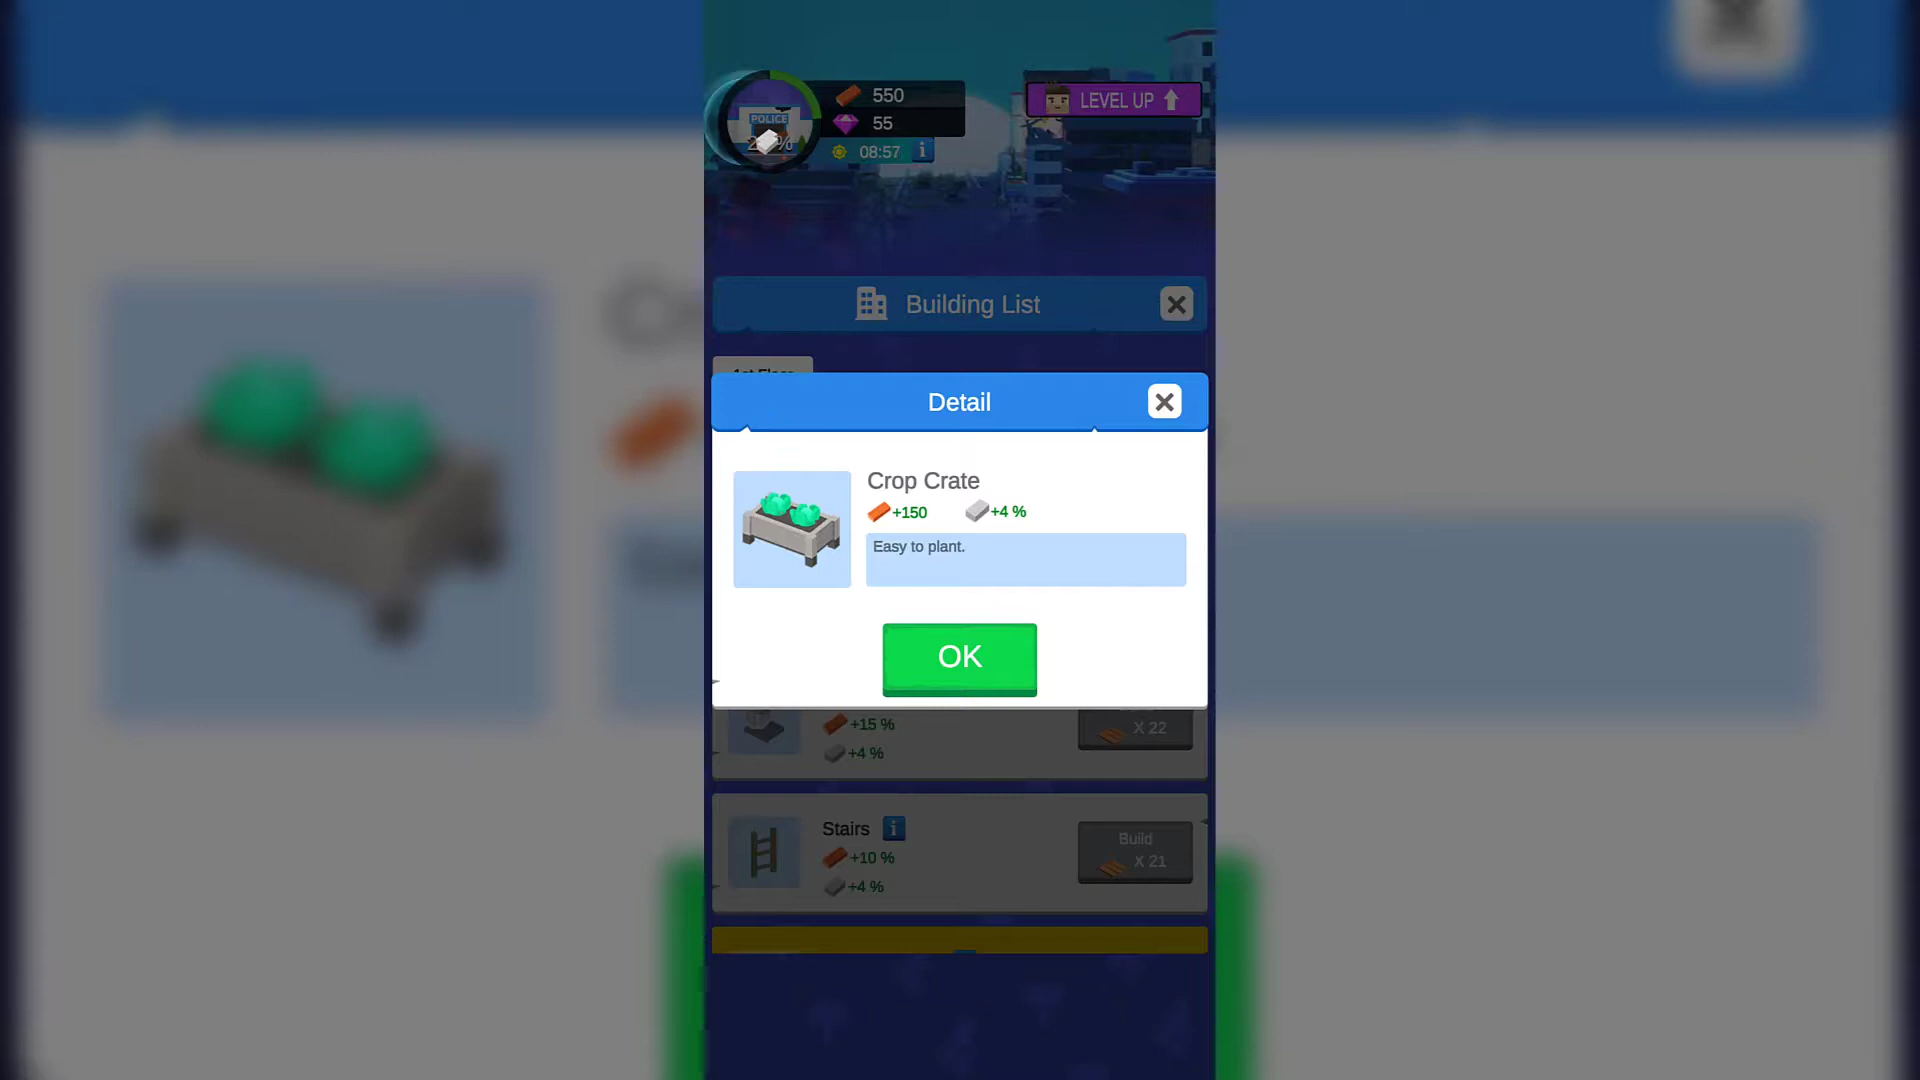 550
POLICE
55
LEVEL UP
08:57
Building List
Detail
Crop Crate
+150
+4 %
Easy to plant.
OK
+15 %
X 22
+4 %
Stairs
Build
+10 %
X 21
+4 %